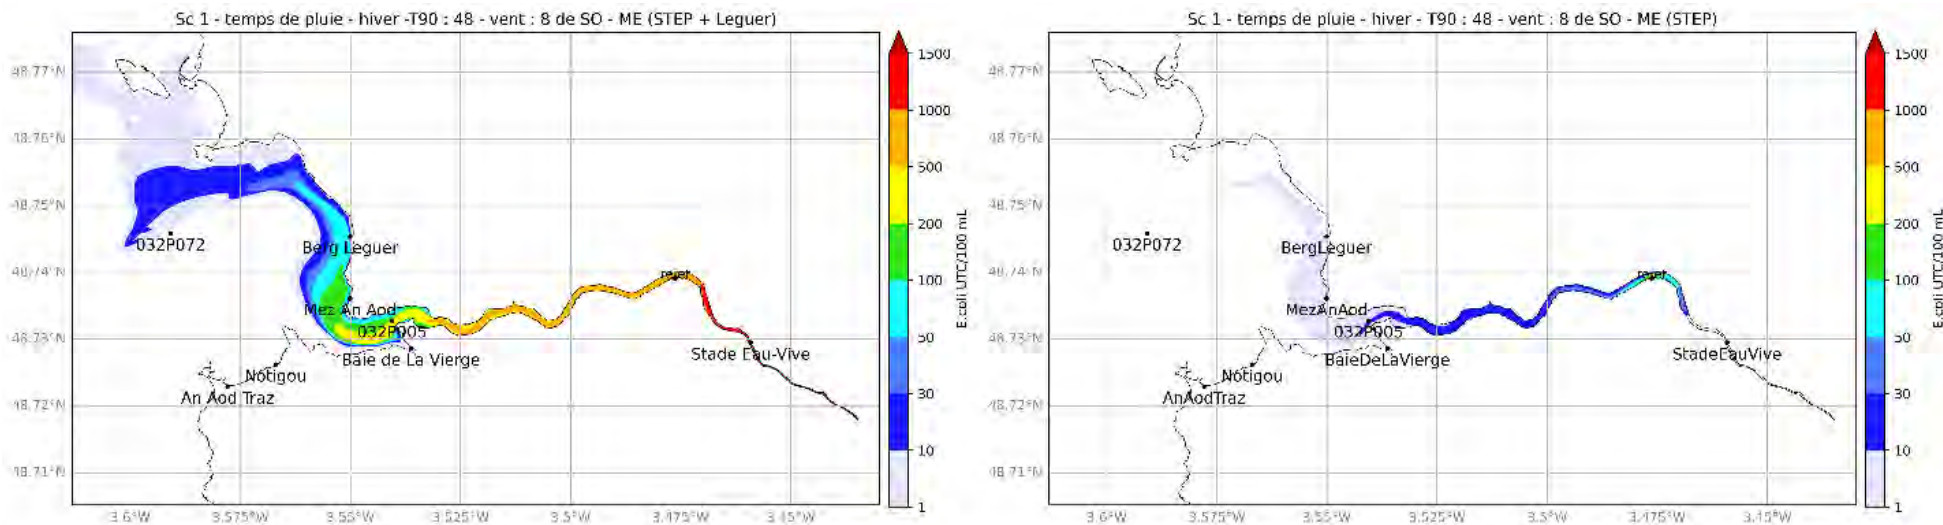 Sc 1 - temps de pluie - hiver -T90 : 48 - vent : 8 de SO - ME (STEP + Leguer)
48.77°N
48.76°N
48.75°N
48.74°N
48.73°N
48.72°N
48.71°N
3.6°W
3.575°W
3.55°W
3.525°W
3.5°W
3.475°W
3.45°W
032P072
Berg Leguer
rejet
Mez An Aod
032P005
Baie de La Vierge
Stade Eau-Vive
Notigou
An Aod Traz
1500
1000
500
200
100
50
30
10
1
E.coli UTC/100 mL
Sc 1 - temps de pluie - hiver - T90 : 48 - vent : 8 de SO - ME (STEP)
48.77°N
48.76°N
48.75°N
48.74°N
48.73°N
48.72°N
48.71°N
3.6°W
3.575°W
3.55°W
3.525°W
3.5°W
3.475°W
3.45°W
032P072
BergLeguer
rejet
MezAnAod
032P005
BaieDeLaVierge
StadeEauVive
Notigou
AnAodTraz
1500
1000
500
200
100
50
30
10
1
E.coli UTC/100 mL